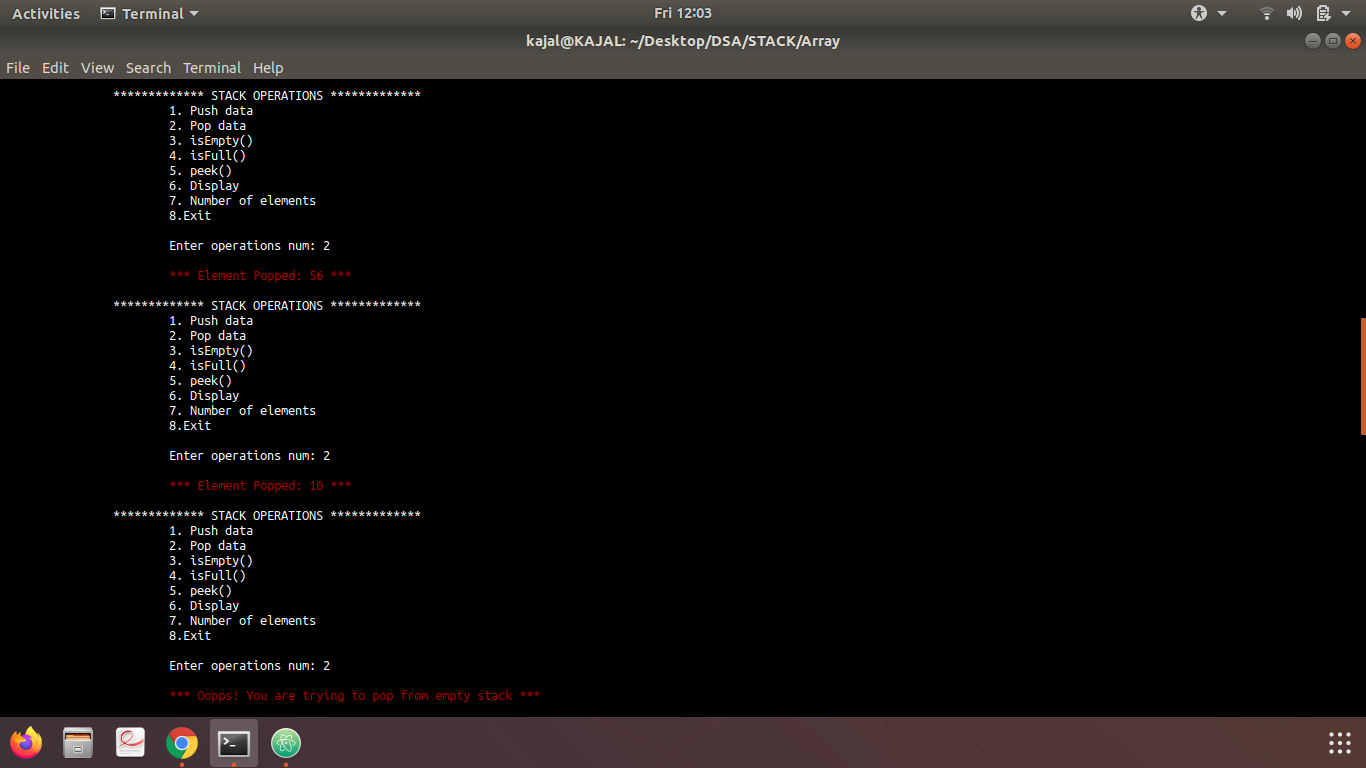 Activities Terminal Fri 12:03
kajal@KAJAL: ~/Desktop/DSA/STACK/Array
File Edit View Search Terminal Help
************* STACK OPERATIONS *************
1. Push data
2. Pop data
3. isEmpty()
4. isFull()
5. peek()
6. Display
7. Number of elements
8.Exit
Enter operations num: 2
*** Element Popped: 56 ***
************* STACK OPERATIONS *************
1. Push data
2. Pop data
3. isEmpty()
4. isFull()
5. peek()
6. Display
7. Number of elements
8.Exit
Enter operations num: 2
*** Element Popped: 10 ***
************* STACK OPERATIONS *************
1. Push data
2. Pop data
3. isEmpty()
4. isFull()
5. peek()
6. Display
7. Number of elements
8.Exit
Enter operations num: 2
*** Oopps! You are trying to pop from empty stack ***